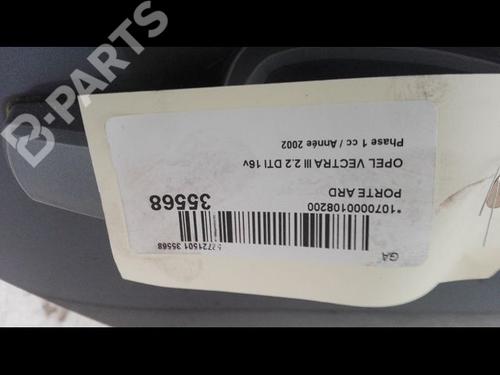 B-PARTS
GA
57721501 35568
*1070000108200
35568
PORTE ARD
OPEL VECTRA III 2.2 DTI 16v
Phase 1 cc / Année 2002